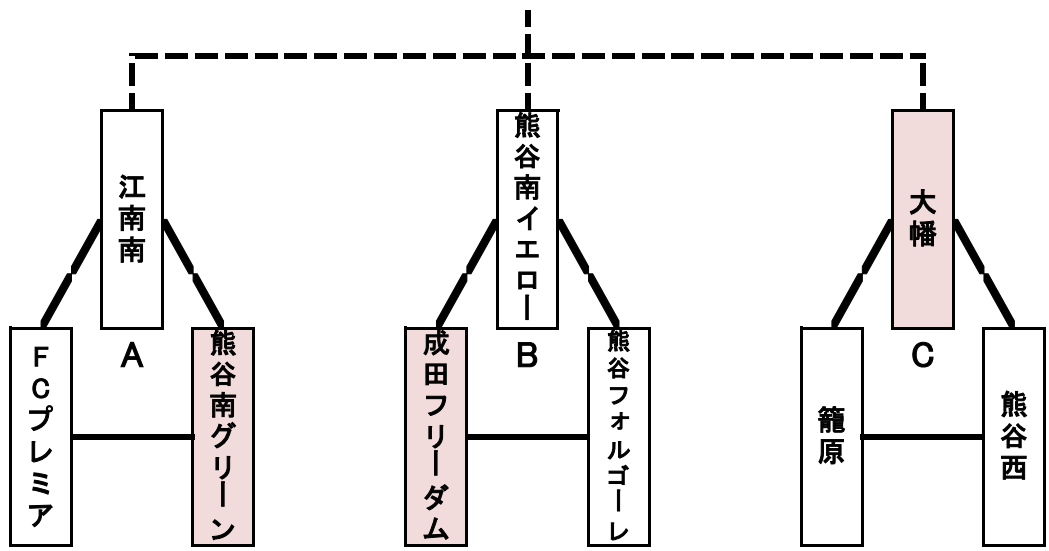 江南南
熊谷南イエロー
大幡
FCプレミア
A
熊谷南グリーン
成田フリーダム
B
熊谷フォルゴーレ
籠原
C
熊谷西